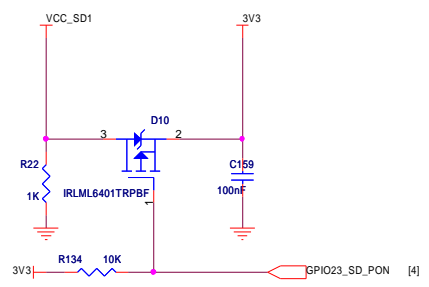 VCC_SD1
3V3
D10
3
2
R22
C159
1K
IRLML6401TRPBF
100nF
1
3V3
R134
10K
GPIO23_SD_PON
[4]